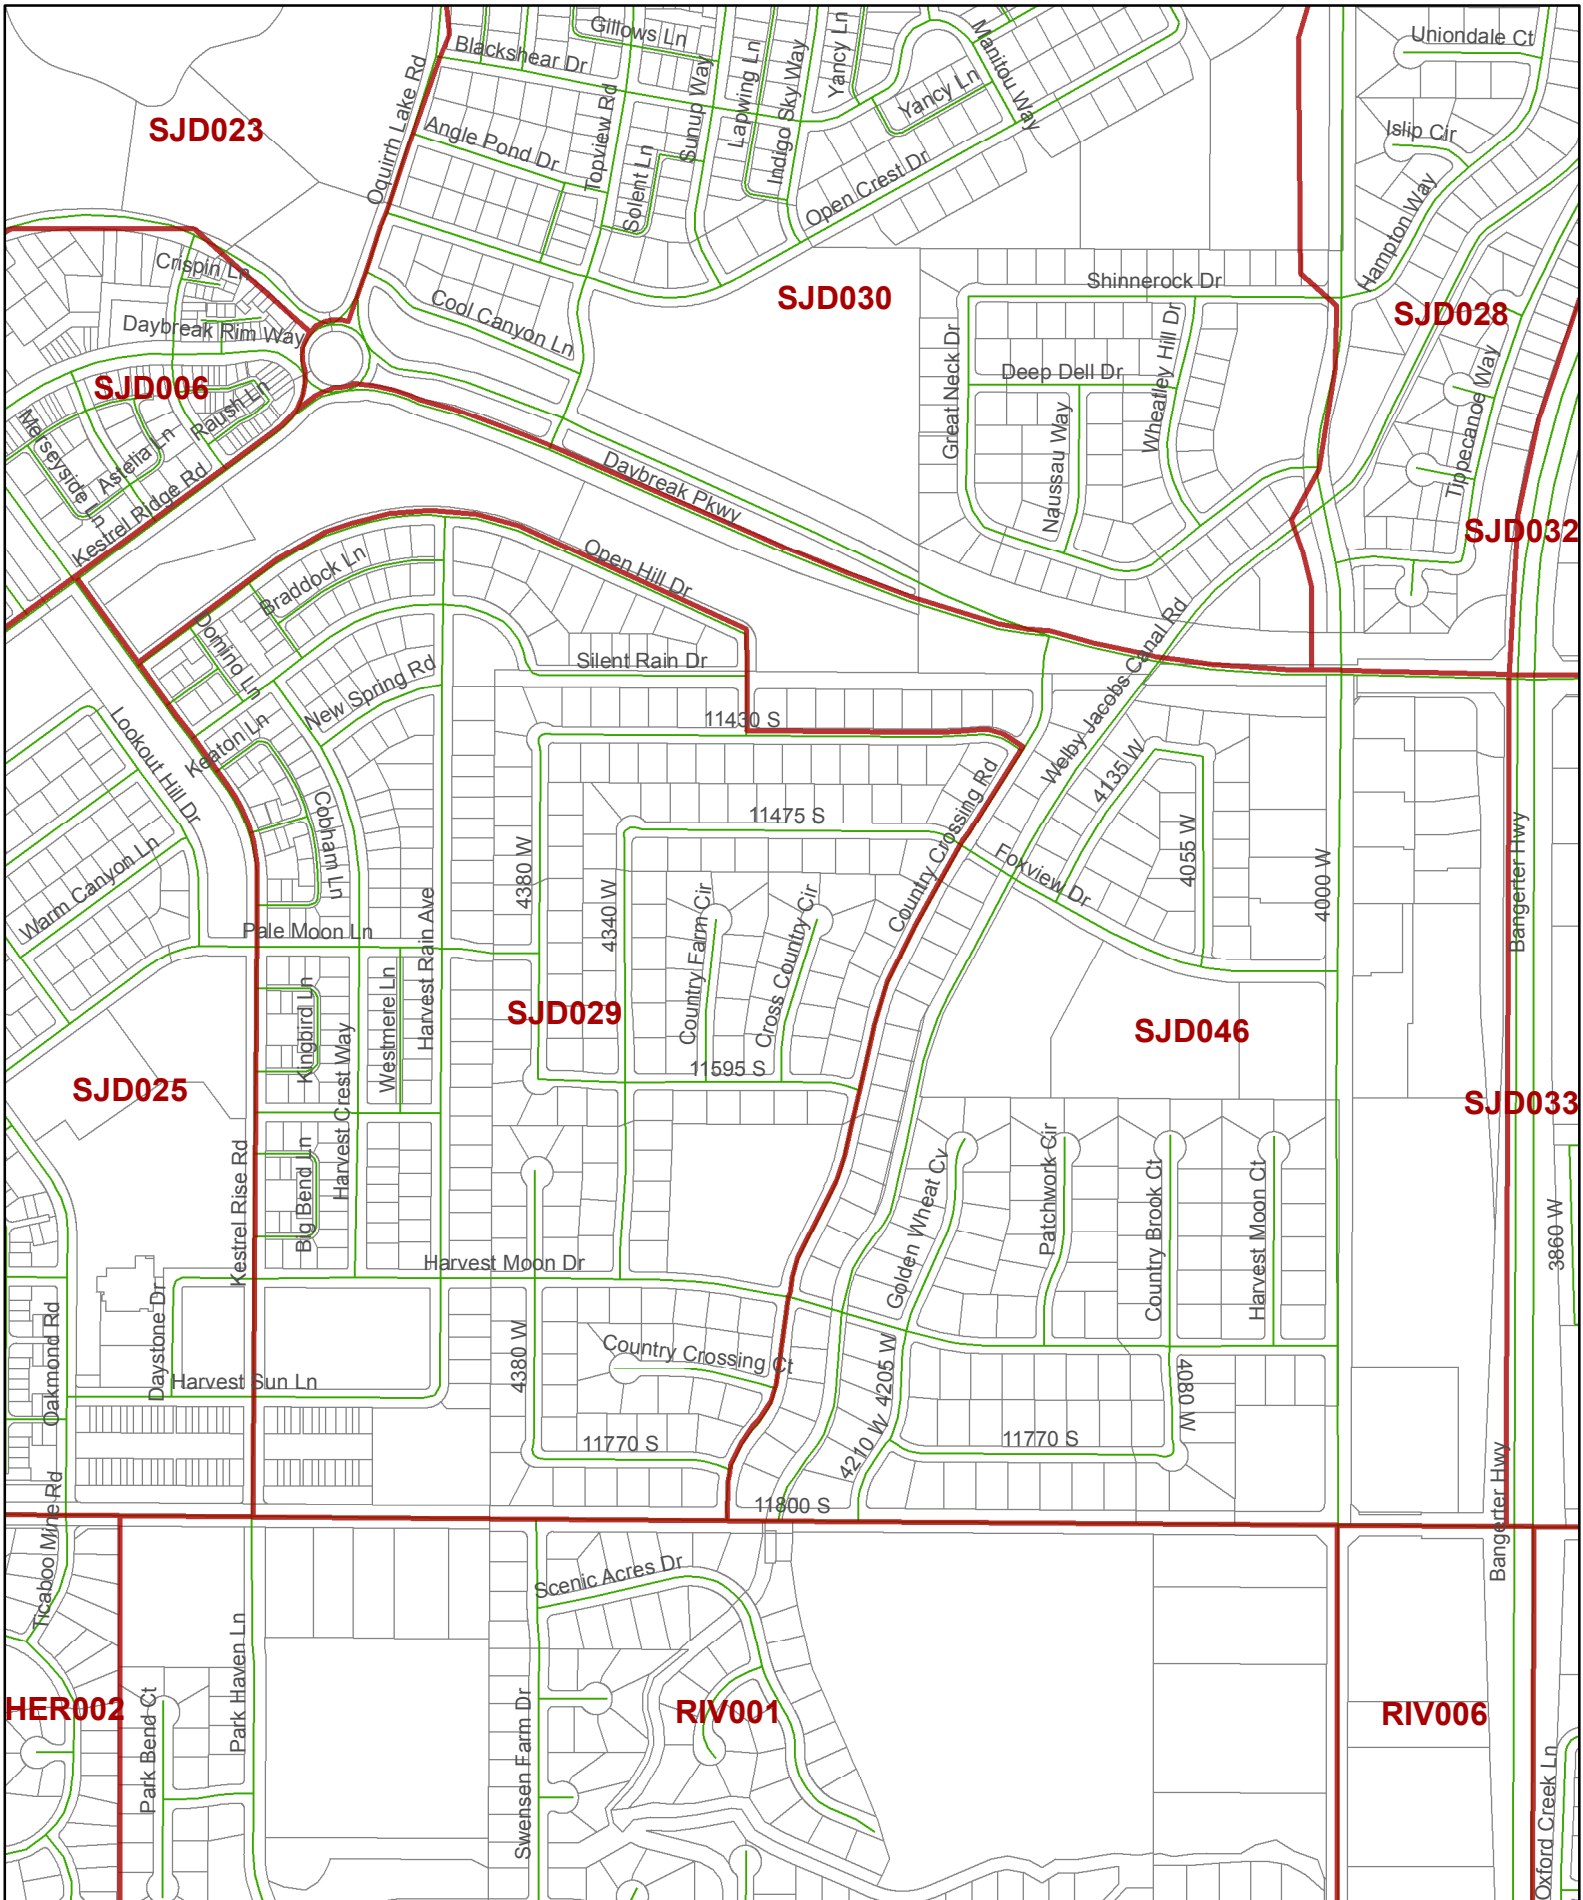 Gillows Ln
Uniondale Ct
Blackshear Dr
Yancy Ln
Manitou Way
Lapwing Ln
Indigo Sky Way
Sunup Way
Yancy Ln
SJD023
Oquirrh Lake Rd
Topview Rd
Islip Cir
Angle Pond Dr
Solent Ln
Open Crest Dr
Hampton Way
Crispin Ln
Shinnerock Dr
SJD030
Cool Canyon Ln
SJD028
Daybreak Rim Way
Great Neck Dr
Deep Dell Dr
Wheatley Hill Dr
SJD006
Raush Ln
Tippecanoe Way
Merseyside Ln
Astelia Ln
Naussau Way
Kestrel Ridge Rd
Daybreak Pkwy
SJD032
Open Hill Dr
Braddock Ln
Domino Ln
Silent Rain Dr
Welby Jacobs Canal Rd
New Spring Rd
11430 S
Lookout Hill Dr
Keaton Ln
4135 W
Cobham Ln
11475 S
Country Crossing Rd
Foxview Dr
4055 W
4000 W
Bangerter Hwy
Warm Canyon Ln
4380 W
4340 W
Country Farm Cir
Cross Country Cir
Pale Moon Ln
Harvest Rain Ave
Westmere Ln
Kingbird Ln
SJD029
SJD046
Harvest Crest Way
11595 S
SJD025
SJD033
Kestrel Rise Rd
Big Bend Ln
Golden Wheat Cv
Patchwork Cir
Country Brook Ct
Harvest Moon Ct
3860 W
Harvest Moon Dr
Daystone Dr
Oakmond Rd
4380 W
Country Crossing Ct
4205 W
4080 W
Harvest Sun Ln
11770 S
4210 W
11770 S
Bangerter Hwy
11800 S
Ticaboo Mine Rd
Scenic Acres Dr
Park Haven Ln
HER002
Park Bend Ct
Swensen Farm Dr
RIV001
RIV006
Oxford Creek Ln